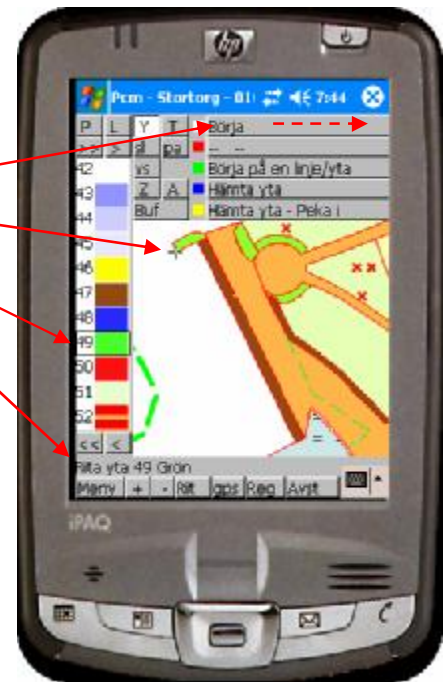 hp
Pcm - Stortorg - 01: 7:44
P L Y T Börja
>> > sl pa -- --
42 vs Börja på en linje/yta
43 Z A Hämta yta
44 Buf Hämta yta - Peka i
45
46
47
48
49
50
51
52
<< <
Rita yta 49 Grön
Meny + - Rit gps Reg Avst
iPAQ